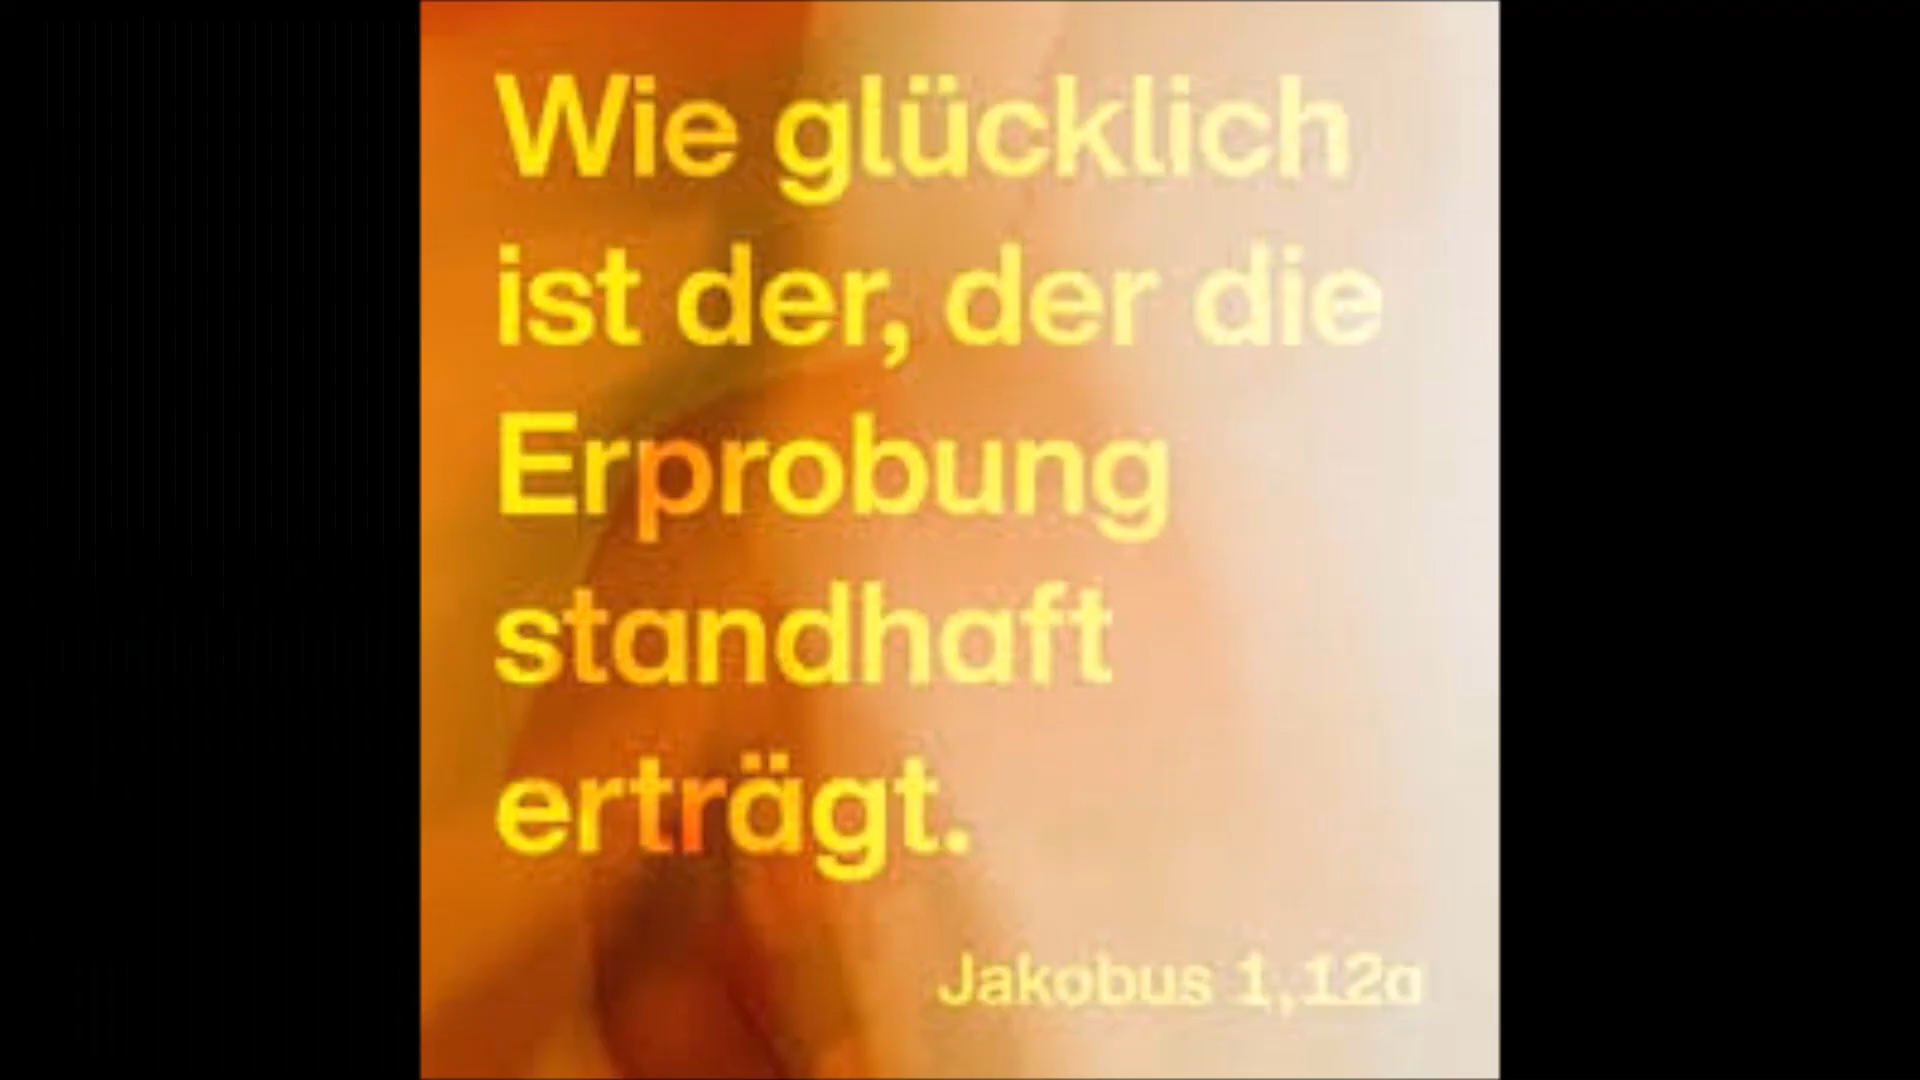 Wie glücklich
ist der, der die
Erprobung
standhaft
erträgt.
Jakobus 1,12a